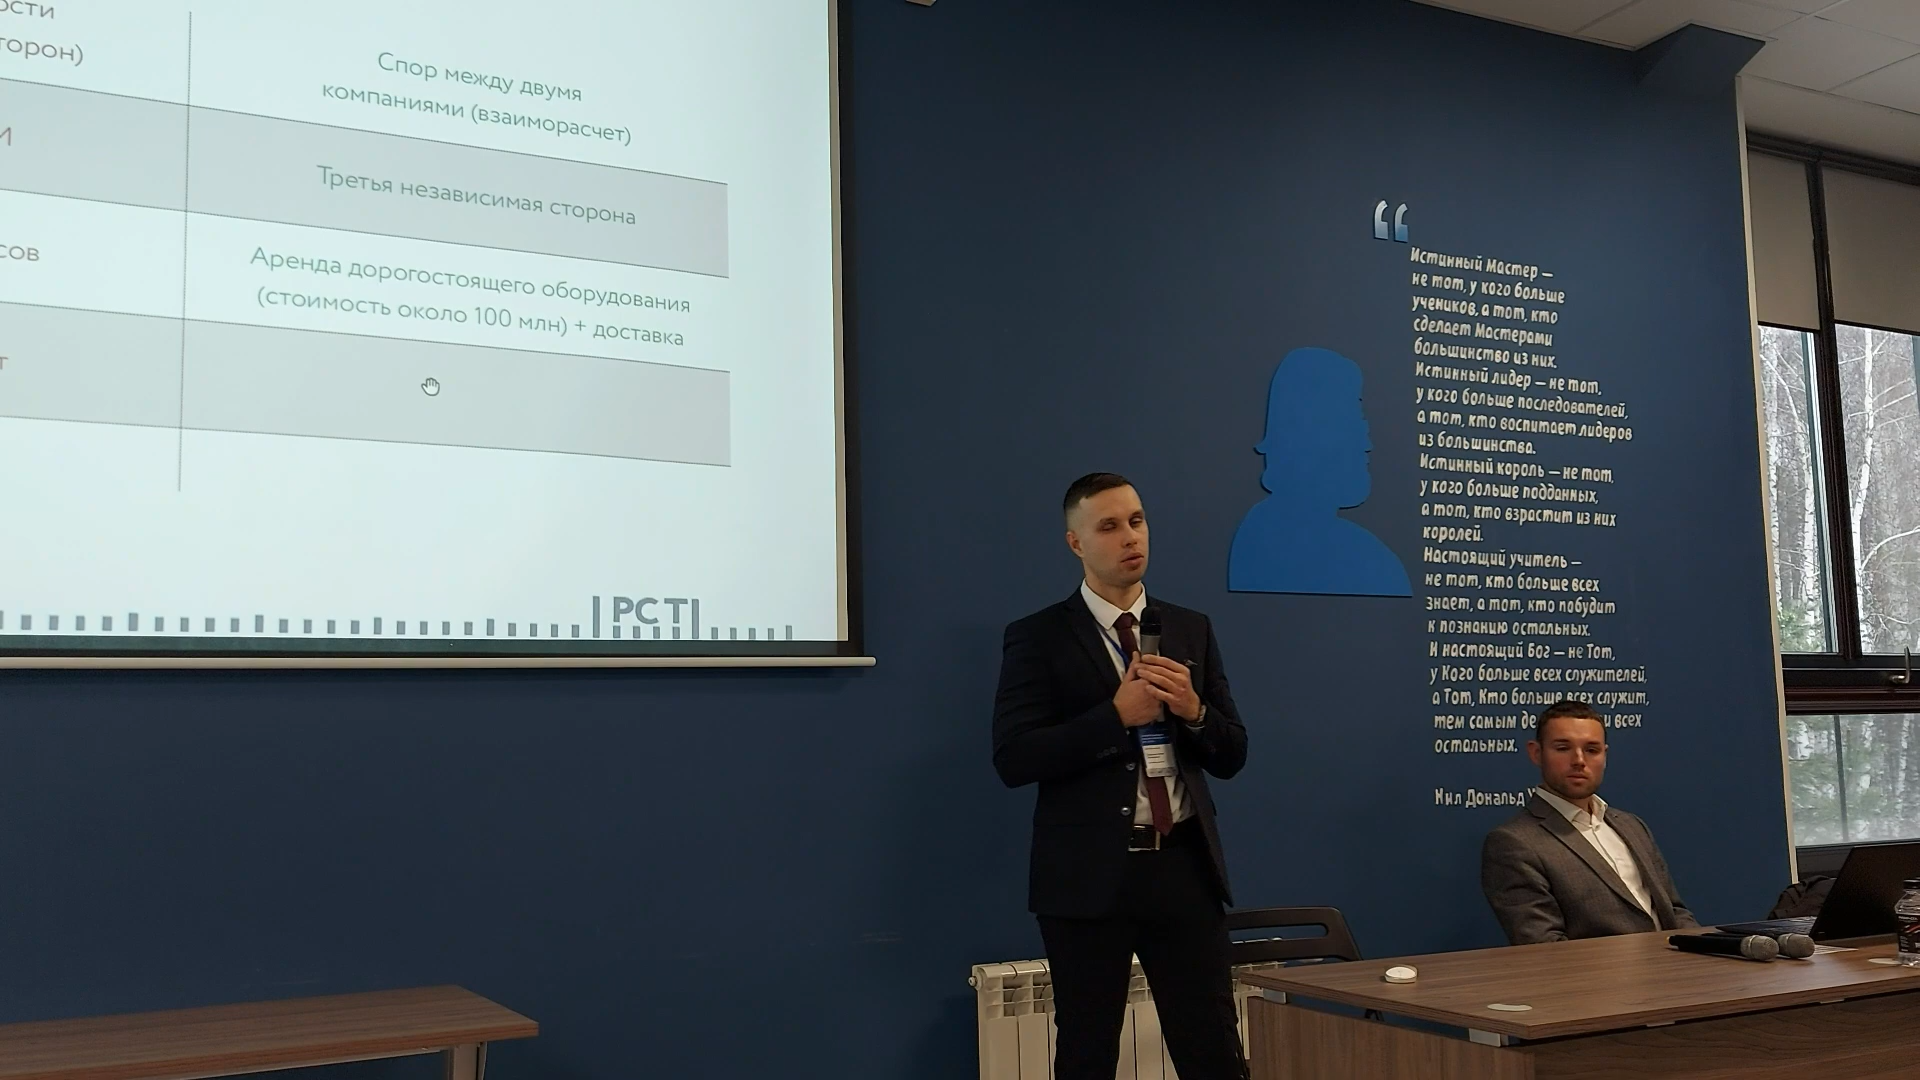 ости
торон)
Спор между двумя
компаниями (взаиморасчет)
И
Третья независимая сторона
сов
Аренда дорогостоящего оборудования
(стоимость около 100 млн) + доставка
т
РСТ
“
Истинный Мастер —
не тот, у кого больше
учеников, а тот, кто
сделает Мастерами
большинство из них.
Истинный лидер — не тот,
у кого больше последователей,
а тот, кто воспитает лидеров
из большинства.
Истинный король — не тот,
у кого больше подданных,
а тот, кто взрастит из них
королей.
Настоящий учитель —
не тот, кто больше всех
знает, а тот, кто побудит
к познанию остальных.
И настоящий Бог — не Тот,
у Кого больше всех служителей,
а Тот, Кто больше всех служит,
тем самым де и всех
остальных.
Нил Дональд У